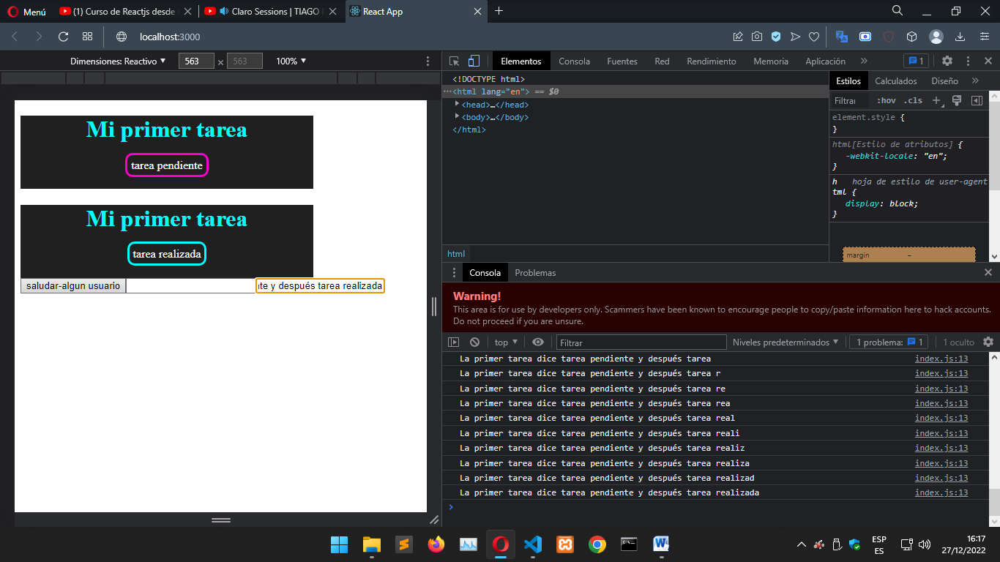 Menú
(1) Curso de Reactjs desde
Claro Sessions | TIAGO
React App
localhost:3000
Dimensiones: Reactivo ▼ 563 × 563 100% ▼
Elementos Consola Fuentes Red Rendimiento Memoria Aplicación » 1
Mi primer tarea
tarea pendiente
Mi primer tarea
tarea realizada
saludar-algun usuario
te y después tarea realizada
<!DOCTYPE html>
<html lang="en"> == $0
<head>…</head>
<body>…</body>
</html>
html
Estilos Calculados Diseño »
Filtrar :hov .cls
element.style {
}
html[Estilo de atributos] {
-webkit-locale: "en";
}
h hoja de estilo de user-agent
tml {
display: block;
}
margin –
Consola Problemas
Warning!
This area is for use by developers only. Scammers have been known to encourage people to copy/paste information here to hack accounts.
Do not proceed if you are unsure.
top ▼ Filtrar Niveles predeterminados ▼ 1 problema: 1 1 oculto
La primer tarea dice tarea pendiente y después tarea index.js:13
La primer tarea dice tarea pendiente y después tarea r index.js:13
La primer tarea dice tarea pendiente y después tarea re index.js:13
La primer tarea dice tarea pendiente y después tarea rea index.js:13
La primer tarea dice tarea pendiente y después tarea real index.js:13
La primer tarea dice tarea pendiente y después tarea reali index.js:13
La primer tarea dice tarea pendiente y después tarea realiz index.js:13
La primer tarea dice tarea pendiente y después tarea realiza index.js:13
La primer tarea dice tarea pendiente y después tarea realizad index.js:13
La primer tarea dice tarea pendiente y después tarea realizada index.js:13
ESP
ES
16:17
27/12/2022